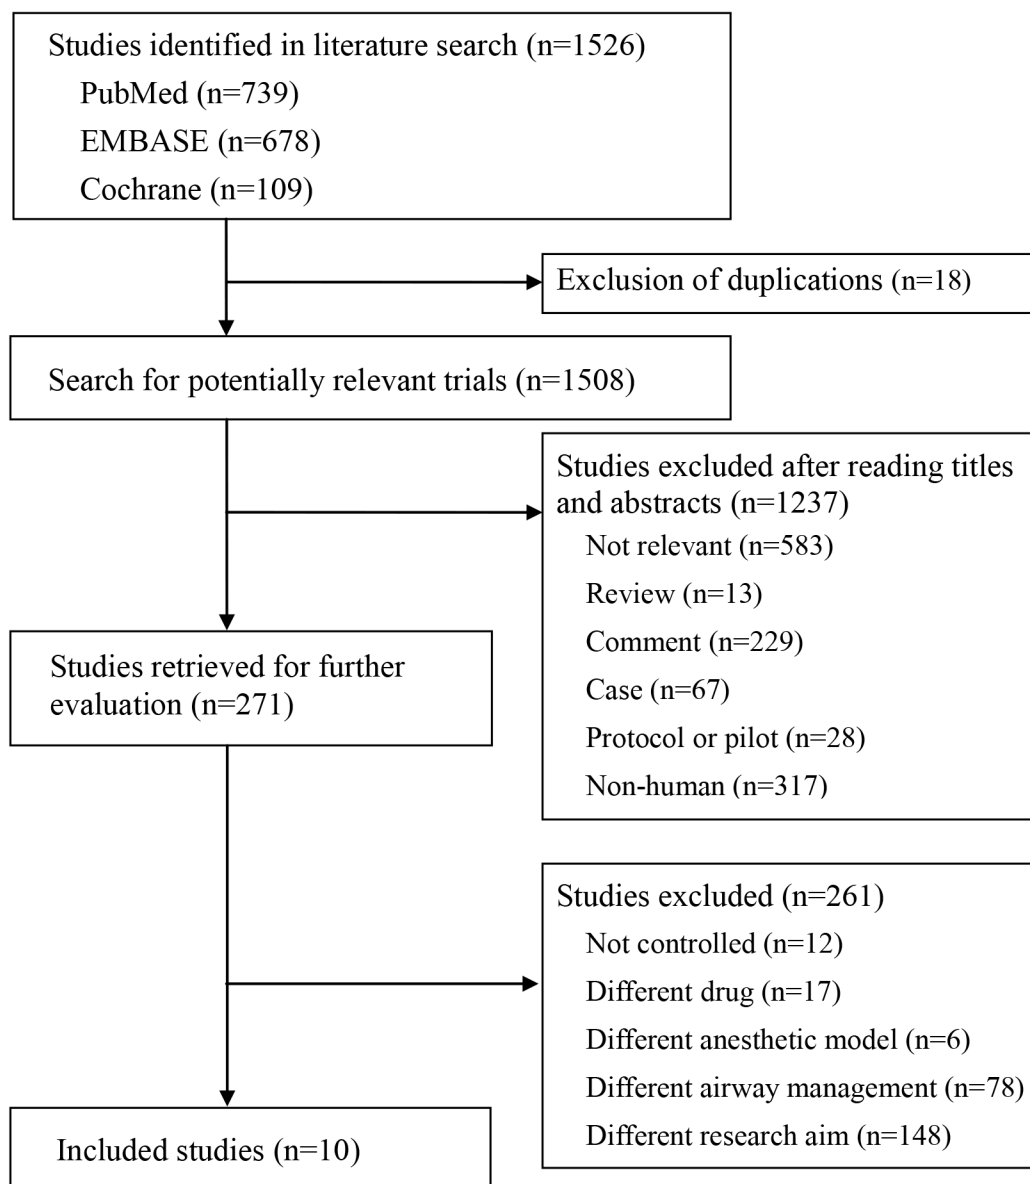 Studies identified in literature search (n=1526)
PubMed (n=739)
EMBASE (n=678)
Cochrane (n=109)
Exclusion of duplications (n=18)
Search for potentially relevant trials (n=1508)
Studies excluded after reading titles
and abstracts (n=1237)
Not relevant (n=583)
Review (n=13)
Comment (n=229)
Case (n=67)
Protocol or pilot (n=28)
Non-human (n=317)
Studies retrieved for further
evaluation (n=271)
Studies excluded (n=261)
Not controlled (n=12)
Different drug (n=17)
Different anesthetic model (n=6)
Different airway management (n=78)
Different research aim (n=148)
Included studies (n=10)